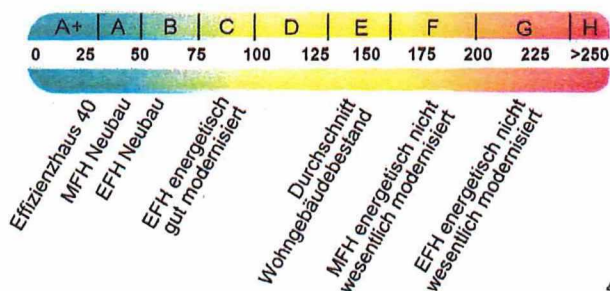 A+ A B C D E F G H
0 25 50 75 100 125 150 175 200 225 >250
Effizienzhaus 40
MFH Neubau
EFH Neubau
EFH energetisch
gut modernisiert
Durchschnitt
Wohngebäudebestand
MFH energetisch nicht
wesentlich modernisiert
EFH energetisch nicht
wesentlich modernisiert